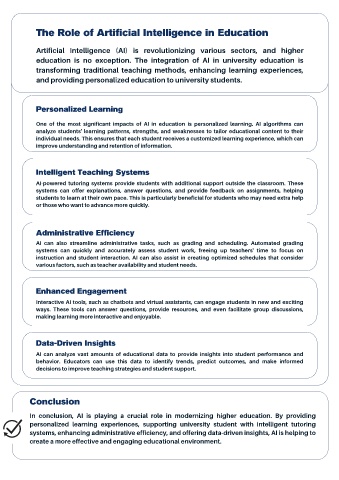 The Role of Artificial Intelligence in Education
Artificial Intelligence (AI) is revolutionizing various sectors, and higher
education is no exception. The integration of AI in university education is
transforming traditional teaching methods, enhancing learning experiences,
and providing personalized education to university students.
Personalized Learning
One of the most significant impacts of AI in education is personalized learning. AI algorithms can
analyze students' learning patterns, strengths, and weaknesses to tailor educational content to their
individual needs. This ensures that each student receives a customized learning experience, which can
improve understanding and retention of information.
Intelligent Teaching Systems
AI powered tutoring systems provide students with additional support outside the classroom. These
systems can offer explanations, answer questions, and provide feedback on assignments, helping
students to learn at their own pace. This is particularly beneficial for students who may need extra help
or those who want to advance more quickly.
Administrative Efficiency
AI can also streamline administrative tasks, such as grading and scheduling. Automated grading
systems can quickly and accurately assess student work, freeing up teachers' time to focus on
instruction and student interaction. AI can also assist in creating optimized schedules that consider
various factors, such as teacher availability and student needs.
Enhanced Engagement
Interactive AI tools, such as chatbots and virtual assistants, can engage students in new and exciting
ways. These tools can answer questions, provide resources, and even facilitate group discussions,
making learning more interactive and enjoyable.
Data-Driven Insights
AI can analyze vast amounts of educational data to provide insights into student performance and
behavior. Educators can use this data to identify trends, predict outcomes, and make informed
decisions to improve teaching strategies and student support.
Conclusion
In conclusion, AI is playing a crucial role in modernizing higher education. By providing
personalized learning experiences, supporting university student with intelligent tutoring
systems, enhancing administrative efficiency, and offering data-driven insights, AI is helping to
create a more effective and engaging educational environment.